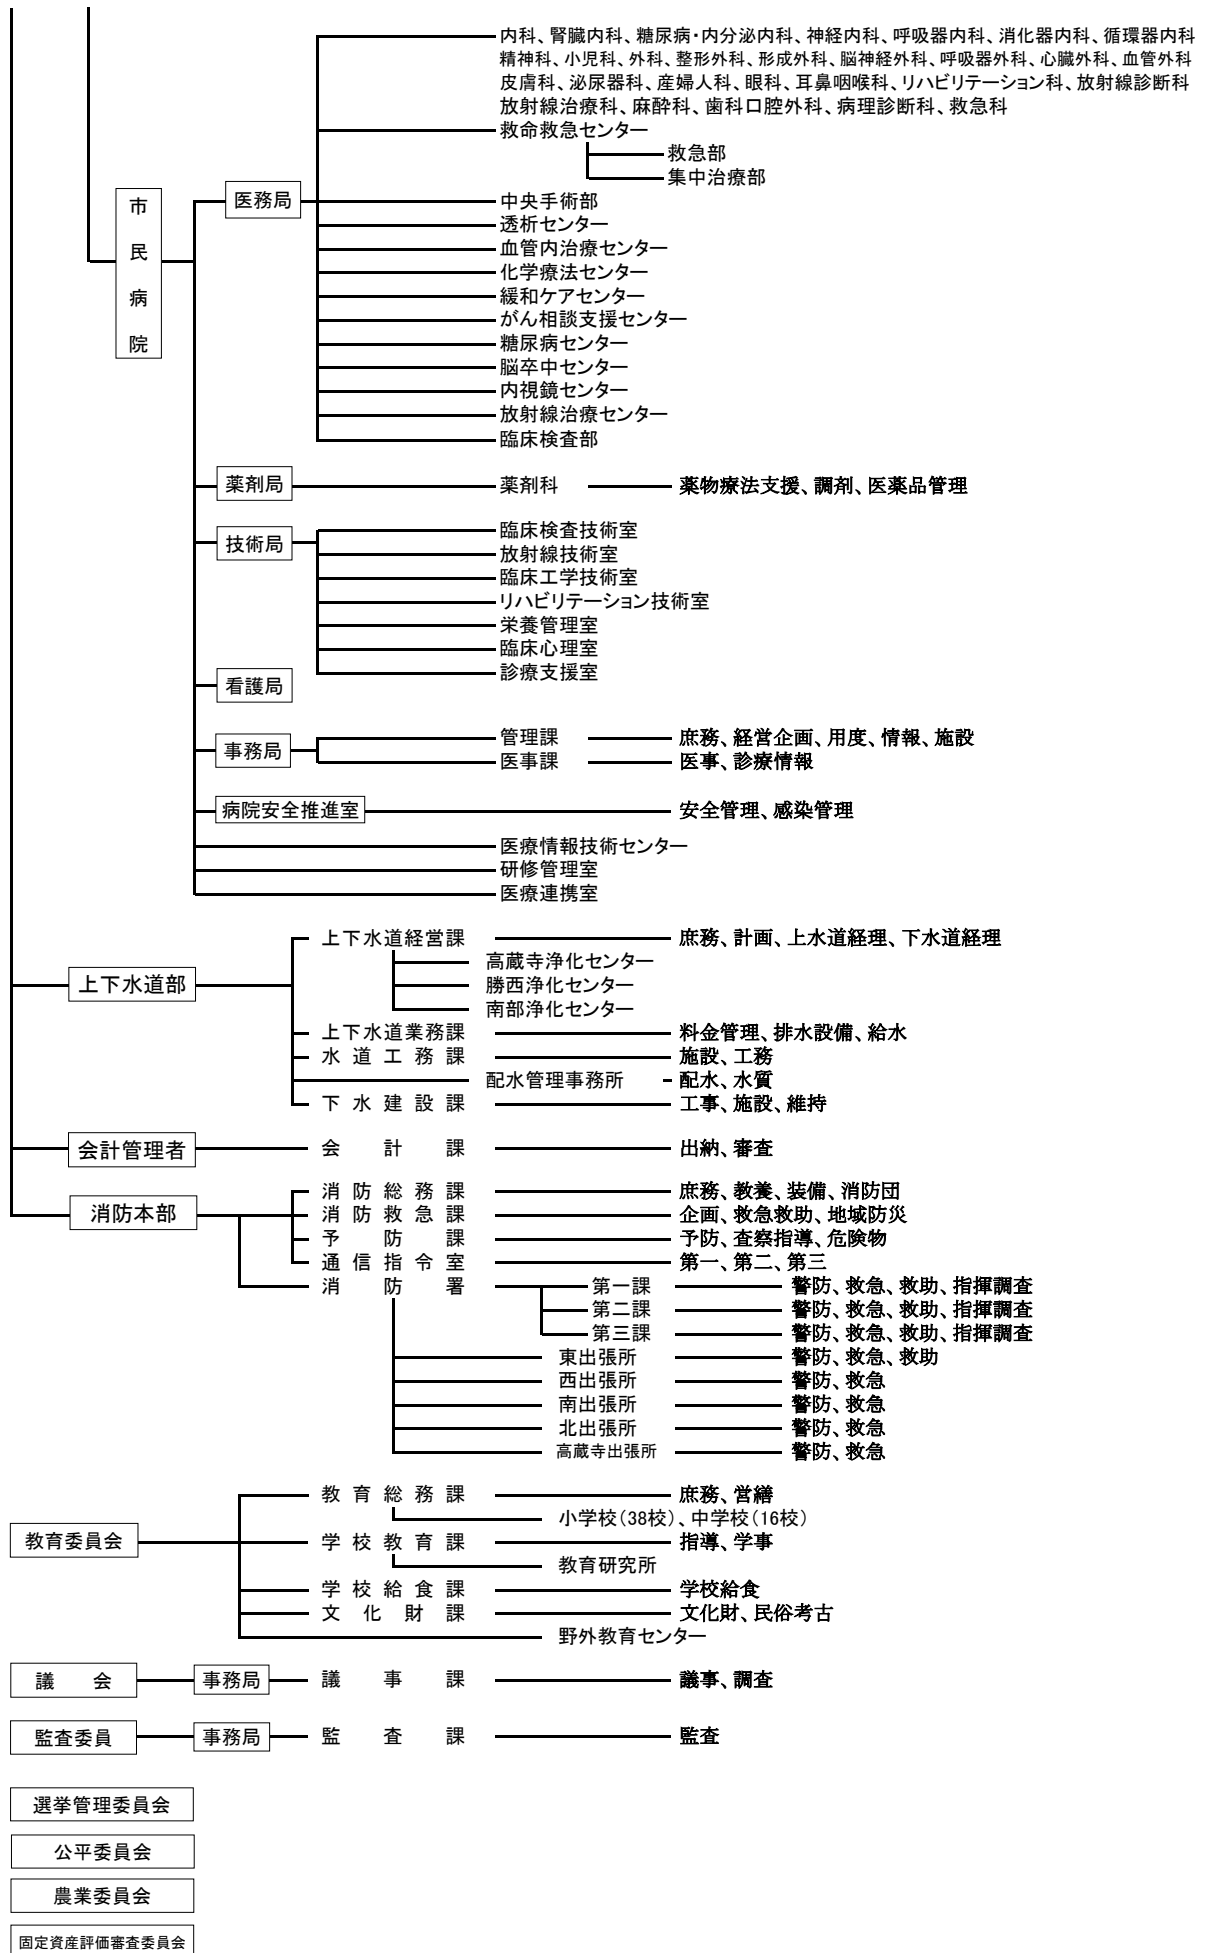 内科、腎臓内科、糖尿病・内分泌内科、神経内科、呼吸器内科、消化器内科、循環器内科
精神科、小児科、外科、整形外科、形成外科、脳神経外科、呼吸器外科、心臓外科、血管外科
皮膚科、泌尿器科、産婦人科、眼科、耳鼻咽喉科、リハビリテーション科、放射線診断科
放射線治療科、麻酔科、歯科口腔外科、病理診断科、救急科
救命救急センター
救急部
集中治療部
市民病院
医務局
中央手術部
透析センター
血管内治療センター
化学療法センター
緩和ケアセンター
がん相談支援センター
糖尿病センター
脳卒中センター
内視鏡センター
放射線治療センター
臨床検査部
薬剤局 薬剤科 薬物療法支援、調剤、医薬品管理
技術局
臨床検査技術室
放射線技術室
臨床工学技術室
リハビリテーション技術室
栄養管理室
臨床心理室
診療支援室
看護局
事務局
管理課 庶務、経営企画、用度、情報、施設
医事課 医事、診療情報
病院安全推進室 安全管理、感染管理
医療情報技術センター
研修管理室
医療連携室
上下水道部
上下水道経営課 庶務、計画、上水道経理、下水道経理
高蔵寺浄化センター
勝西浄化センター
南部浄化センター
上下水道業務課 料金管理、排水設備、給水
水道工務課 施設、工務
配水管理事務所 配水、水質
下水建設課 工事、施設、維持
会計管理者 会計課 出納、審査
消防本部
消防総務課 庶務、教養、装備、消防団
消防救急課 企画、救急救助、地域防災
予防課 予防、査察指導、危険物
通信指令室 第一、第二、第三
消防署 第一課 警防、救急、救助、指揮調査
第二課 警防、救急、救助、指揮調査
第三課 警防、救急、救助、指揮調査
東出張所 警防、救急、救助
西出張所 警防、救急
南出張所 警防、救急
北出張所 警防、救急
高蔵寺出張所 警防、救急
教育委員会
教育総務課 庶務、営繕
小学校(38校)、中学校(16校)
学校教育課 指導、学事
教育研究所
学校給食課 学校給食
文化財課 文化財、民俗考古
野外教育センター
議会 事務局 議事課 議事、調査
監査委員 事務局 監査課 監査
選挙管理委員会
公平委員会
農業委員会
固定資産評価審査委員会